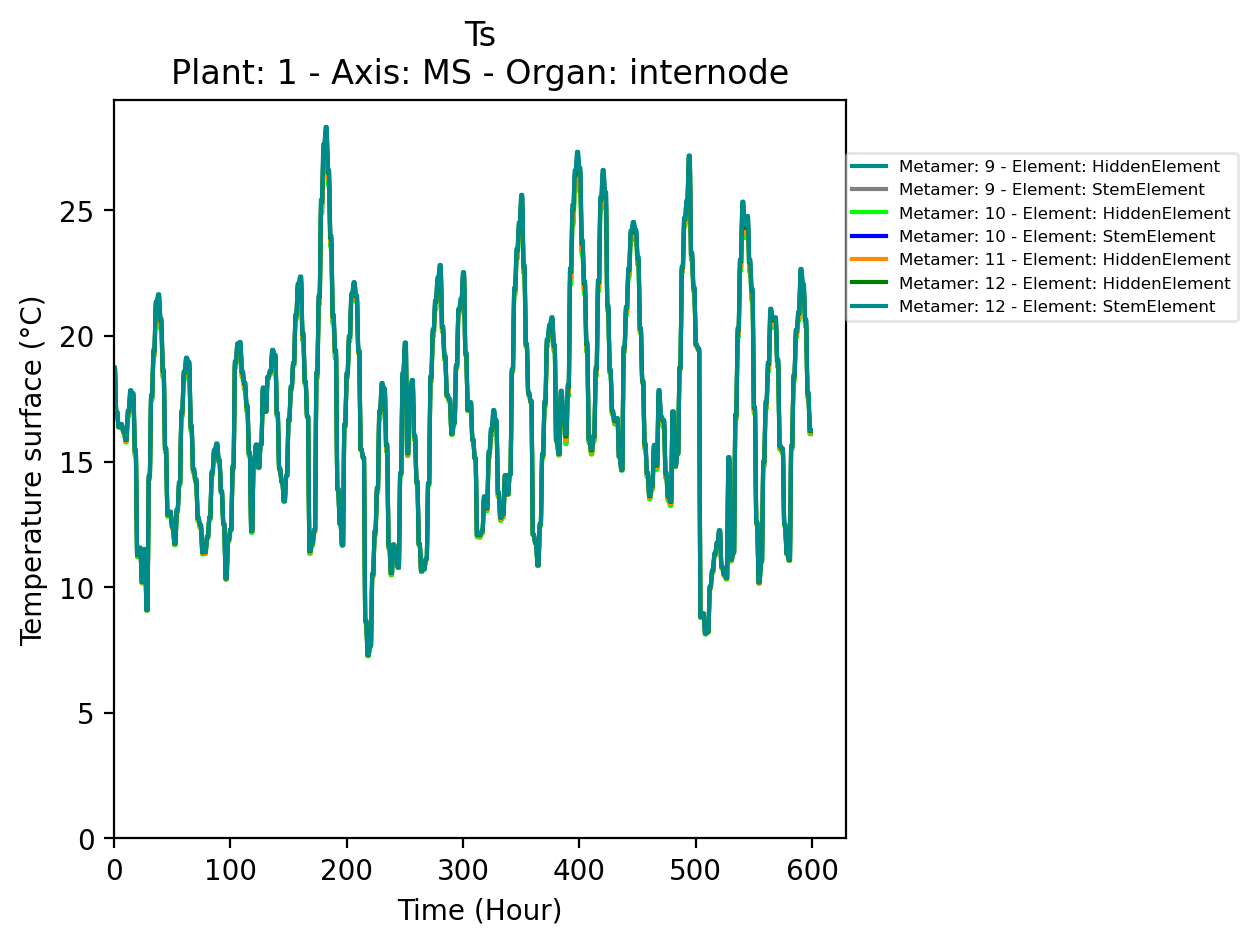 Ts
Plant: 1 - Axis: MS - Organ: internode
Temperature surface (°C)
25
20
15
10
5
0
0 100 200 300 400 500 600
Time (Hour)
Metamer: 9 - Element: HiddenElement
Metamer: 9 - Element: StemElement
Metamer: 10 - Element: HiddenElement
Metamer: 10 - Element: StemElement
Metamer: 11 - Element: HiddenElement
Metamer: 12 - Element: HiddenElement
Metamer: 12 - Element: StemElement